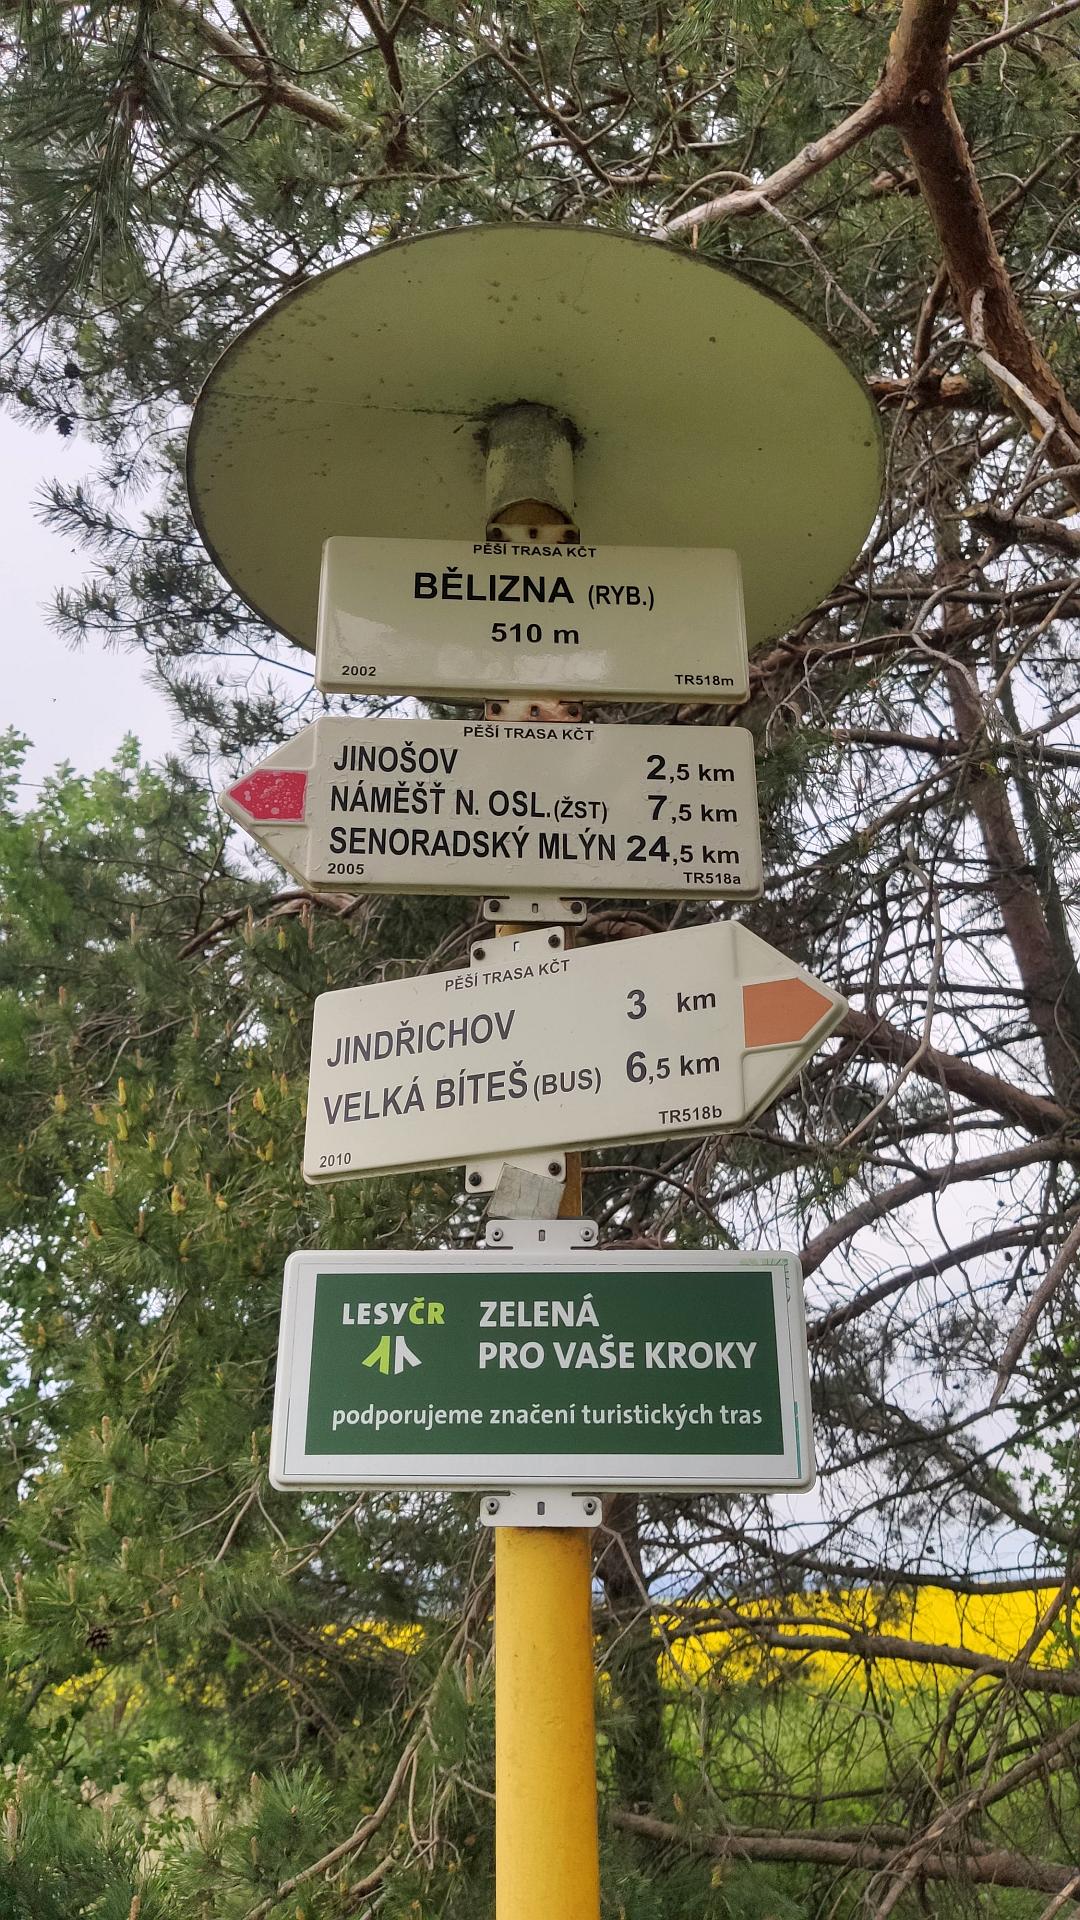 PĚŠÍ TRASA KČT
BĚLIZNA (RYB.)
510 m
2002 TR518m
PĚŠÍ TRASA KČT
JINOŠOV 2,5 km
NÁMĚŠŤ N. OSL.(ŽST) 7,5 km
SENORADSKÝ MLÝN 24,5 km
2005 TR518a
PĚŠÍ TRASA KČT
JINDŘICHOV 3 km
VELKÁ BÍTEŠ (BUS) 6,5 km
2010 TR518b
LESYČR ZELENÁ
PRO VAŠE KROKY
podporujeme značení turistických tras